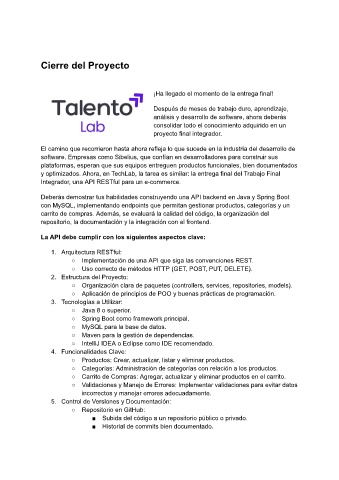 Cierre del Proyecto
Talento
Lab
¡Ha llegado el momento de la entrega final!
Después de meses de trabajo duro, aprendizaje,
análisis y desarrollo de software, ahora deberás
consolidar todo el conocimiento adquirido en un
proyecto final integrador.
El camino que recorrieron hasta ahora refleja lo que sucede en la industria del desarrollo de
software. Empresas como Sibelius, que confían en desarrolladores para construir sus
plataformas, esperan que sus equipos entreguen productos funcionales, bien documentados
y optimizados. Ahora, en TechLab, la tarea es similar: la entrega final del Trabajo Final
Integrador, una API RESTful para un e-commerce.
Deberás demostrar tus habilidades construyendo una API backend en Java y Spring Boot
con MySQL, implementando endpoints que permitan gestionar productos, categorías y un
carrito de compras. Además, se evaluará la calidad del código, la organización del
repositorio, la documentación y la integración con el frontend.
La API debe cumplir con los siguientes aspectos clave:
1. Arquitectura RESTful:
○ Implementación de una API que siga las convenciones REST.
○ Uso correcto de métodos HTTP (GET, POST, PUT, DELETE).
2. Estructura del Proyecto:
○ Organización clara de paquetes (controllers, services, repositories, models).
○ Aplicación de principios de POO y buenas prácticas de programación.
3. Tecnologías a Utilizar:
○ Java 8 o superior.
○ Spring Boot como framework principal.
○ MySQL para la base de datos.
○ Maven para la gestión de dependencias.
○ IntelliJ IDEA o Eclipse como IDE recomendado.
4. Funcionalidades Clave:
○ Productos: Crear, actualizar, listar y eliminar productos.
○ Categorías: Administración de categorías con relación a los productos.
○ Carrito de Compras: Agregar, actualizar y eliminar productos en el carrito.
○ Validaciones y Manejo de Errores: Implementar validaciones para evitar datos
incorrectos y manejar errores adecuadamente.
5. Control de Versiones y Documentación:
○ Repositorio en GitHub:
■ Subida del código a un repositorio público o privado.
■ Historial de commits bien documentado.